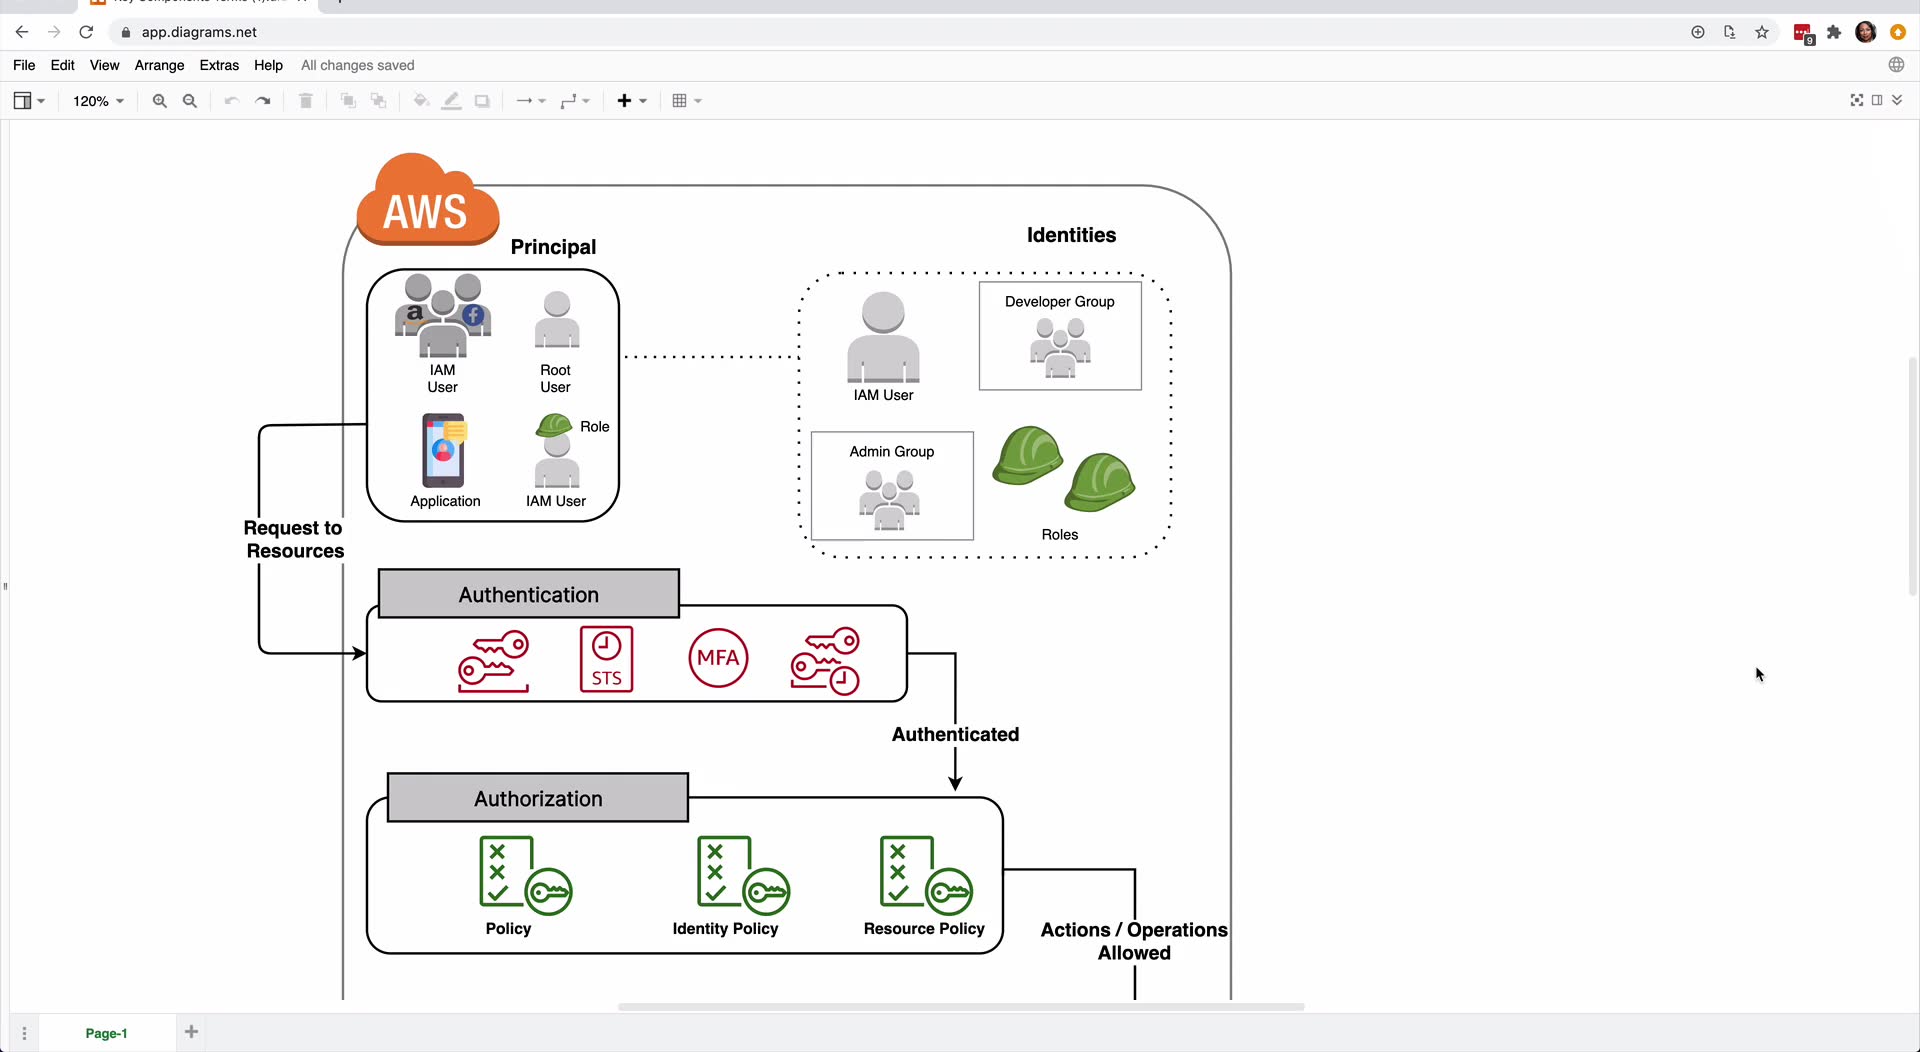 app.diagrams.net
9
File Edit View Arrange Extras Help All changes saved
120%
AWS
Principal
Identities
a f
IAM
User
Root
User
Role
Application
IAM User
IAM User
Developer Group
Admin Group
Roles
Request to
Resources
Authentication
STS
MFA
Authenticated
Authorization
Policy
Identity Policy
Resource Policy
Actions / Operations
Allowed
Page-1